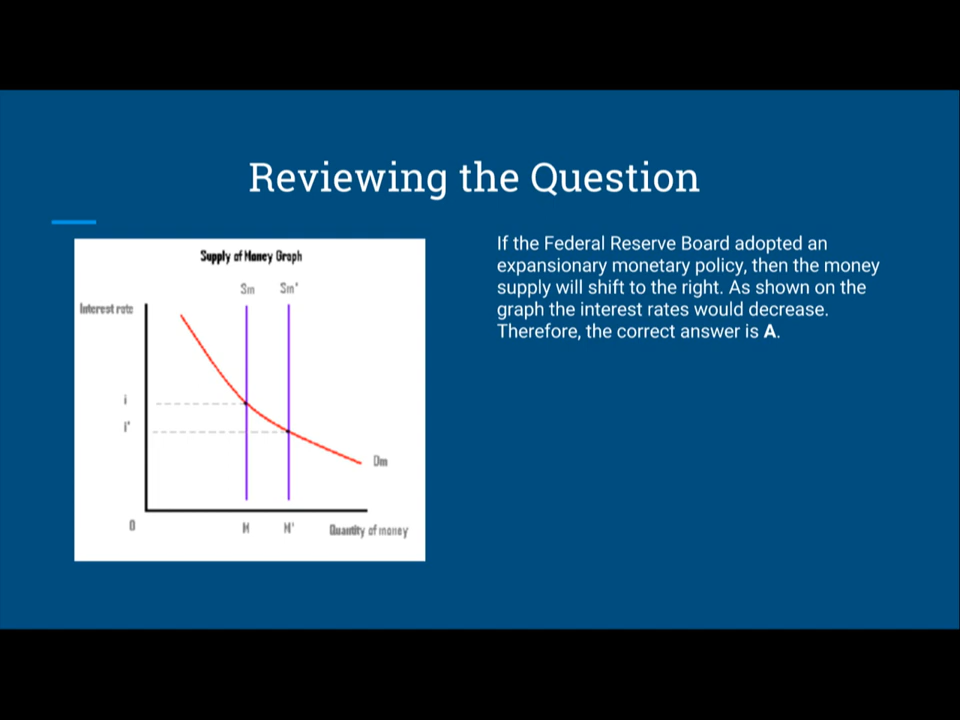 Reviewing the Question
Supply of Money Graph
Sm Sm'
Interest rate
i
i'
Dm
0 M M' Quantity of money
If the Federal Reserve Board adopted an
expansionary monetary policy, then the money
supply will shift to the right. As shown on the
graph the interest rates would decrease.
Therefore, the correct answer is A.